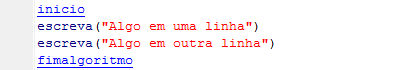 inicio
escreva("Algo em uma linha")
escreva("Algo em outra linha")
fimalgoritmo